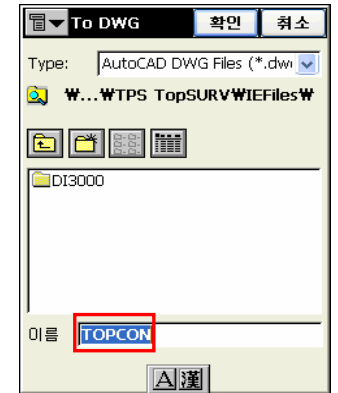 To DWG 확인 취소
Type: AutoCAD DWG Files (*.dw
₩...₩TPS TopSURV₩IEFiles₩
DI3000
이름 TOPCON
A漢